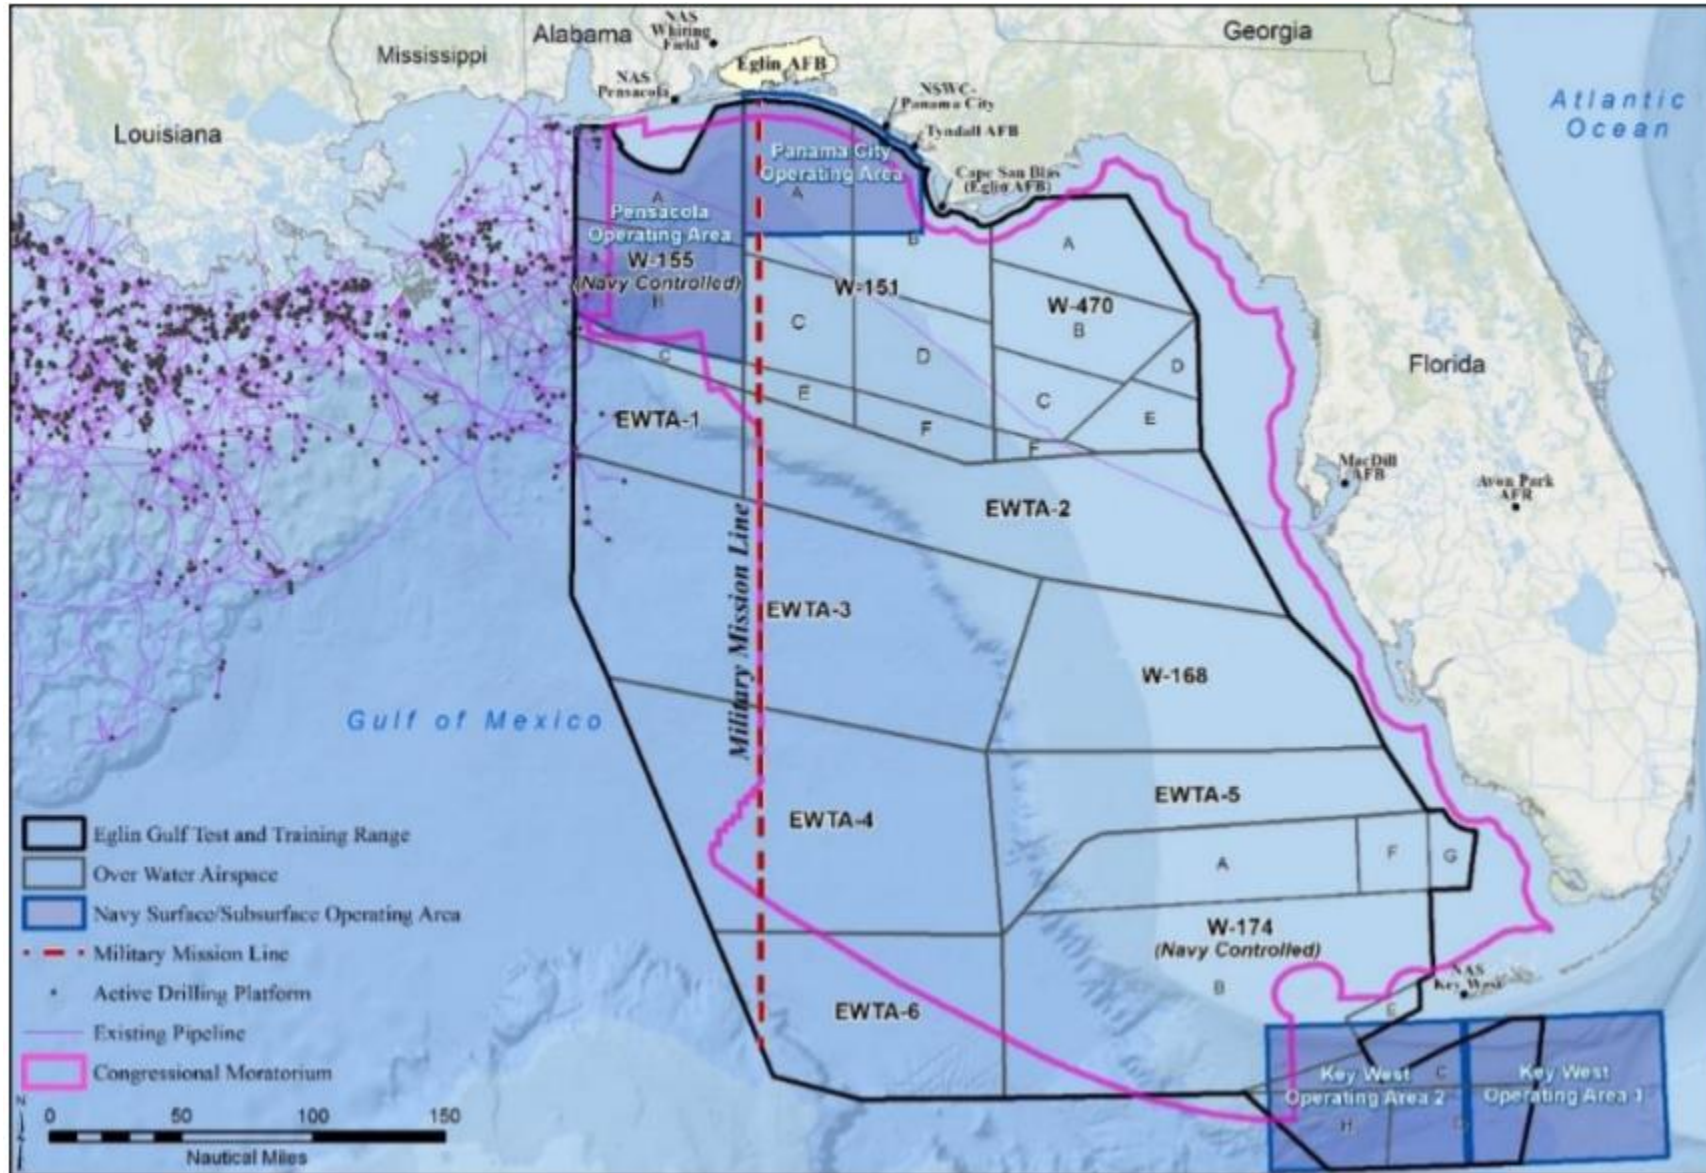 NAS
Whiting
Field
Alabama
Georgia
Mississippi
Eglin AFB
NAS
Pensacola
NSWC-
Panama City
Atlantic
Ocean
Louisiana
Tyndall AFB
Panama City
Operating Area
A
Cape San Blas
(Eglin AFB)
A
Pensacola
Operating Area
B
A
W-155
(Navy Controlled)
B
W-151
W-470
B
C
C
D
D
Florida
E
C
E
EWTA-1
F
F
MacDill
AFB
Avon Park
AFR
EWTA-2
Military Mission Line
EWTA-3
W-168
Gulf of Mexico
EWTA-5
EWTA-4
A
F
G
W-174
(Navy Controlled)
B
NAS
Key West
E
EWTA-6
Key West
Operating Area 2
C
Key West
Operating Area 1
H
D
Eglin Gulf Test and Training Range
Over Water Airspace
Navy Surface/Subsurface Operating Area
Military Mission Line
Active Drilling Platform
Existing Pipeline
Congressional Moratorium
N
0 50 100 150
Nautical Miles